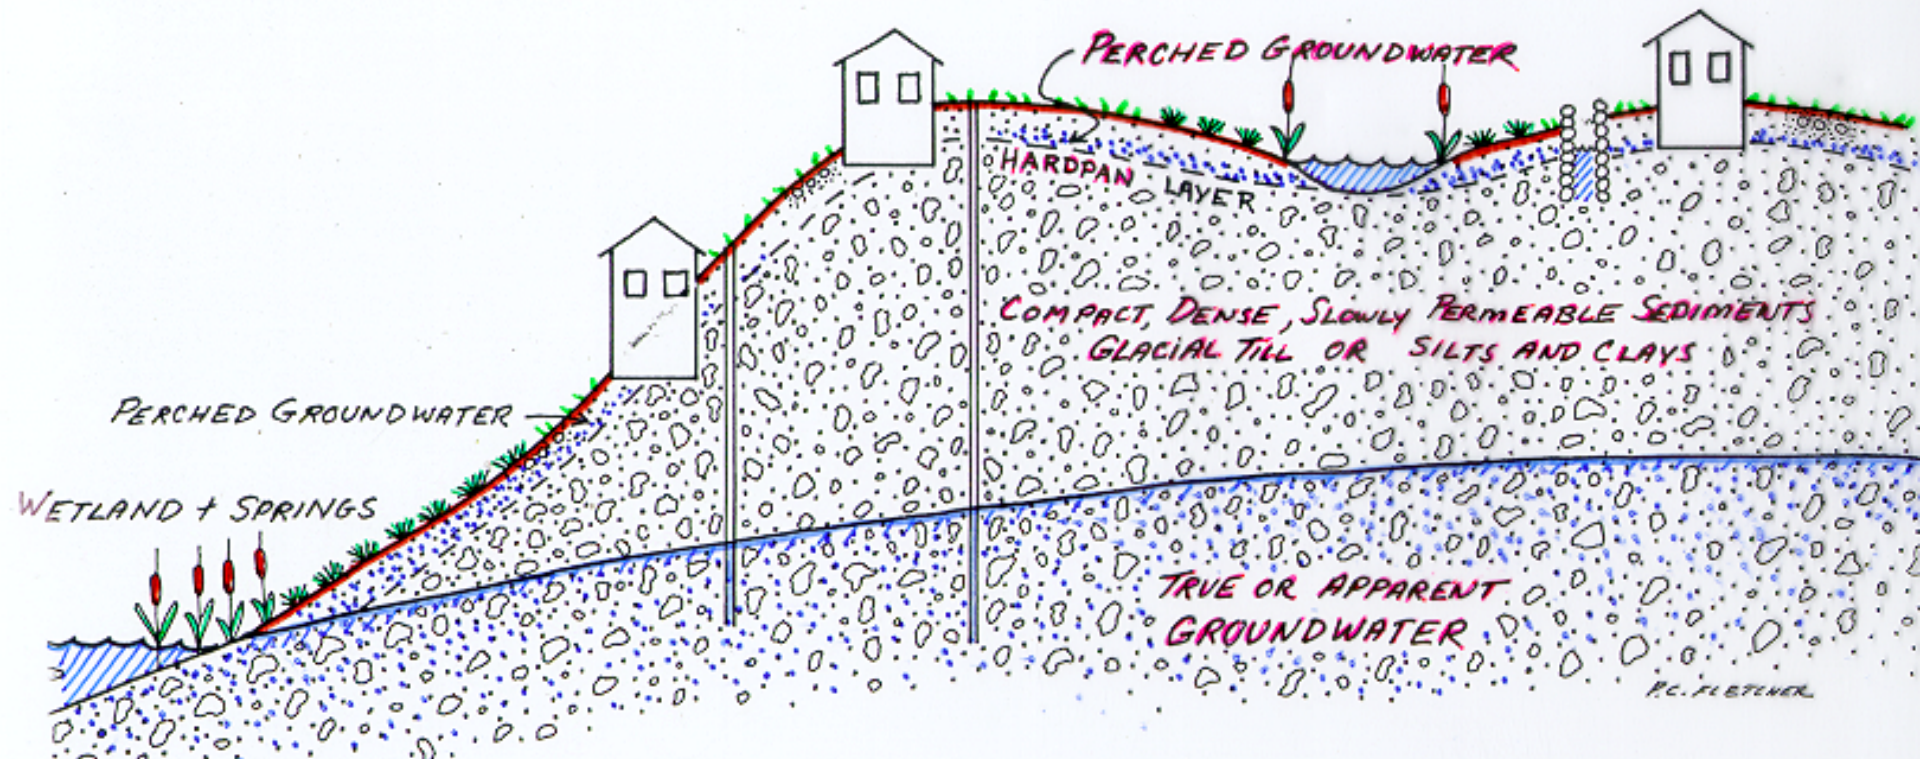 PERCHED GROUNDWATER
HARDPAN LAYER
COMPACT, DENSE, SLOWLY PERMEABLE SEDIMENTS
GLACIAL TILL OR SILTS AND CLAYS
PERCHED GROUNDWATER
WETLAND + SPRINGS
TRUE OR APPARENT
GROUNDWATER
P.C. FLETCHER